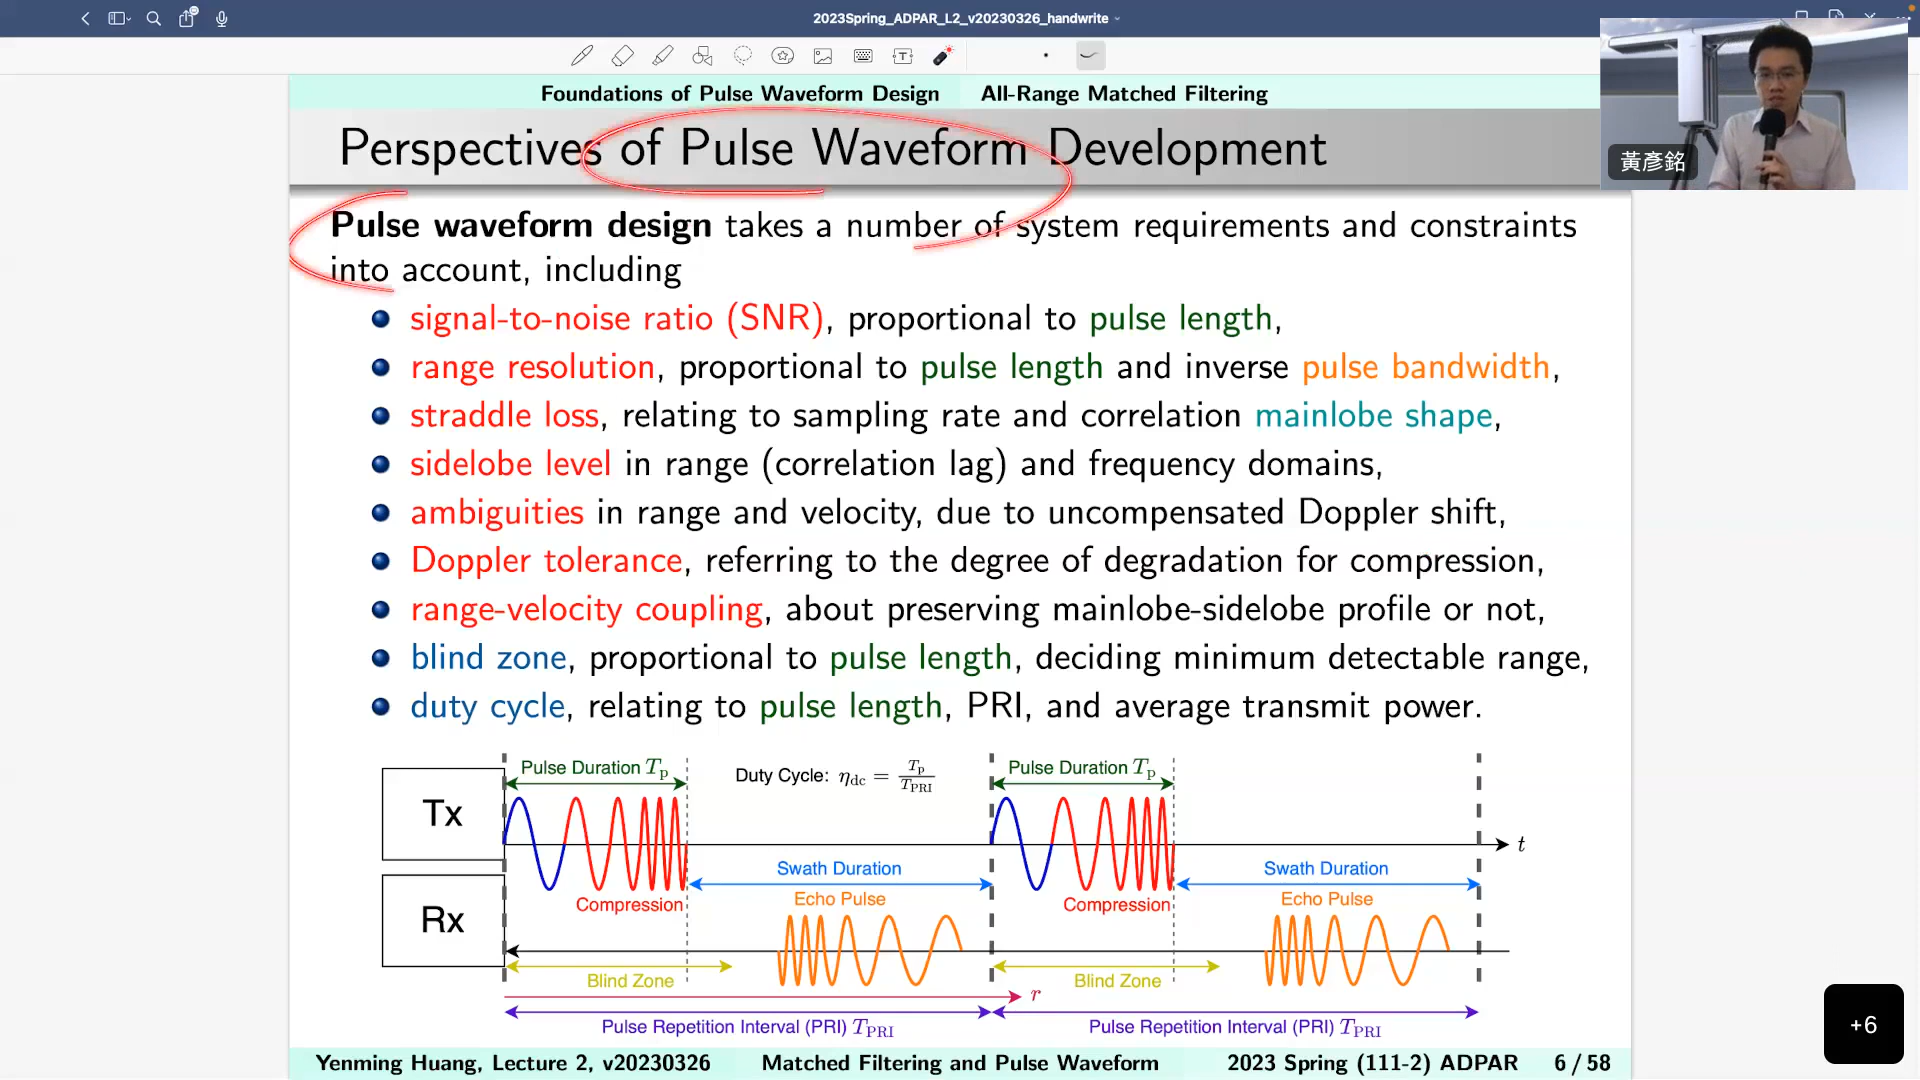 2023Spring_ADPAR_L2_v20230326_handwrite
Foundations of Pulse Waveform Design All-Range Matched Filtering
Perspectives of Pulse Waveform Development
黃彥銘
Pulse waveform design takes a number of system requirements and constraints
into account, including
signal-to-noise ratio (SNR), proportional to pulse length,
range resolution, proportional to pulse length and inverse pulse bandwidth,
straddle loss, relating to sampling rate and correlation mainlobe shape,
sidelobe level in range (correlation lag) and frequency domains,
ambiguities in range and velocity, due to uncompensated Doppler shift,
Doppler tolerance, referring to the degree of degradation for compression,
range-velocity coupling, about preserving mainlobe-sidelobe profile or not,
blind zone, proportional to pulse length, deciding minimum detectable range,
duty cycle, relating to pulse length, PRI, and average transmit power.
Pulse Duration Tp Duty Cycle: ηdc = Tp/TPRI Pulse Duration Tp
Tx
t
Swath Duration Swath Duration
Compression Echo Pulse Compression Echo Pulse
Rx
Blind Zone Blind Zone
r
Pulse Repetition Interval (PRI) TPRI Pulse Repetition Interval (PRI) TPRI
+6
Yenming Huang, Lecture 2, v20230326 Matched Filtering and Pulse Waveform 2023 Spring (111-2) ADPAR 6 / 58